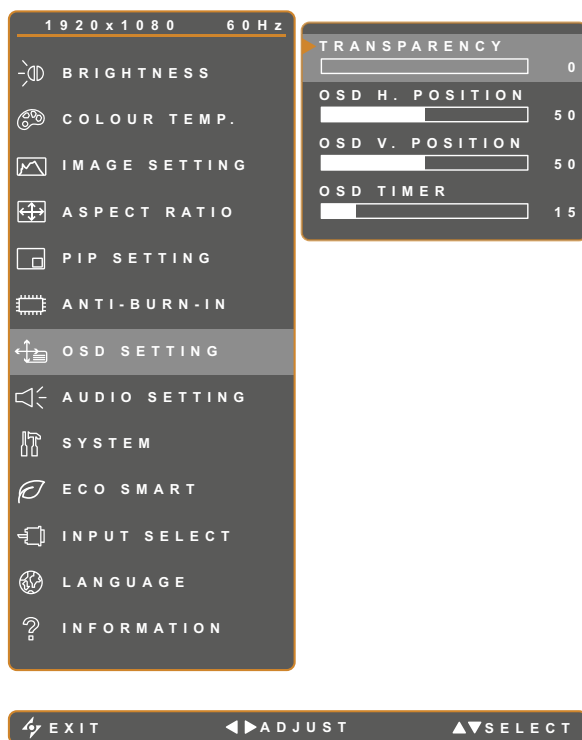 1920x1080 60Hz
BRIGHTNESS
COLOUR TEMP.
IMAGE SETTING
ASPECT RATIO
PIP SETTING
ANTI-BURN-IN
OSD SETTING
AUDIO SETTING
SYSTEM
ECO SMART
INPUT SELECT
LANGUAGE
INFORMATION
TRANSPARENCY
0
OSD H. POSITION
50
OSD V. POSITION
50
OSD TIMER
15
EXIT ◀▶ADJUST ▲▼SELECT